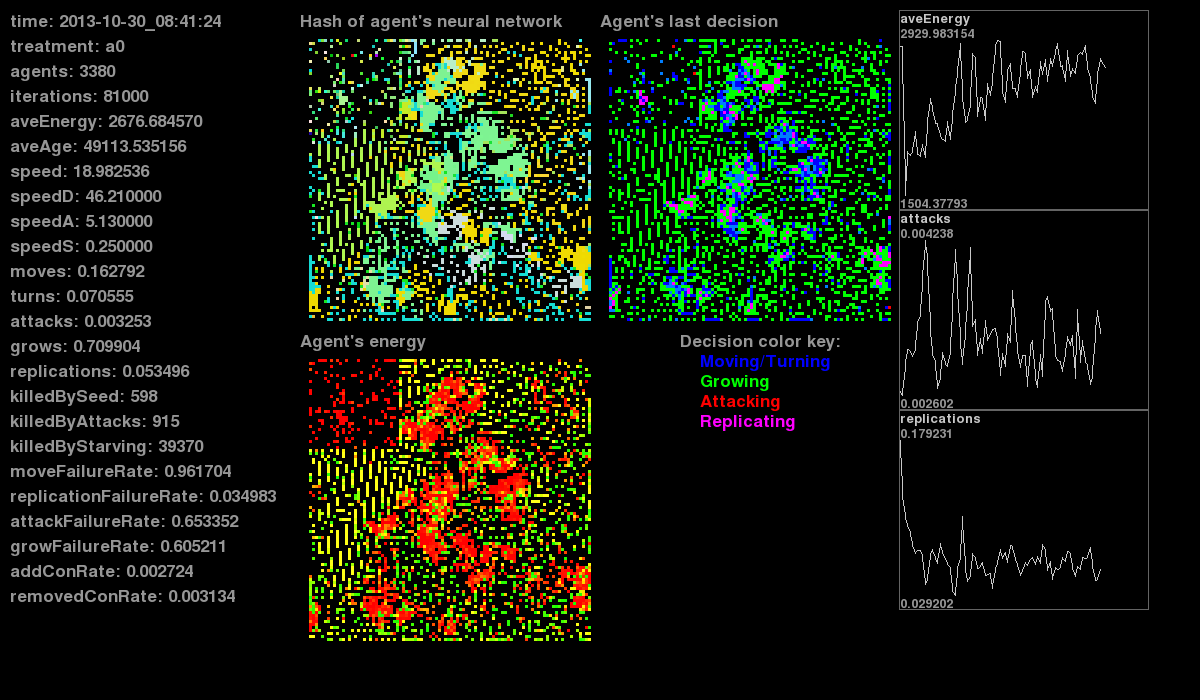 time: 2013-10-30_08:41:24
treatment: a0
agents: 3380
iterations: 81000
aveEnergy: 2676.684570
aveAge: 49113.535156
speed: 18.982536
speedD: 46.210000
speedA: 5.130000
speedS: 0.250000
moves: 0.162792
turns: 0.070555
attacks: 0.003253
grows: 0.709904
replications: 0.053496
killedBySeed: 598
killedByAttacks: 915
killedByStarving: 39370
moveFailureRate: 0.961704
replicationFailureRate: 0.034983
attackFailureRate: 0.653352
growFailureRate: 0.605211
addConRate: 0.002724
removedConRate: 0.003134
Hash of agent's neural network
Agent's last decision
Agent's energy
Decision color key:
Moving/Turning
Growing
Attacking
Replicating
aveEnergy
2929.983154
1504.37793
attacks
0.004238
0.002602
replications
0.179231
0.029202